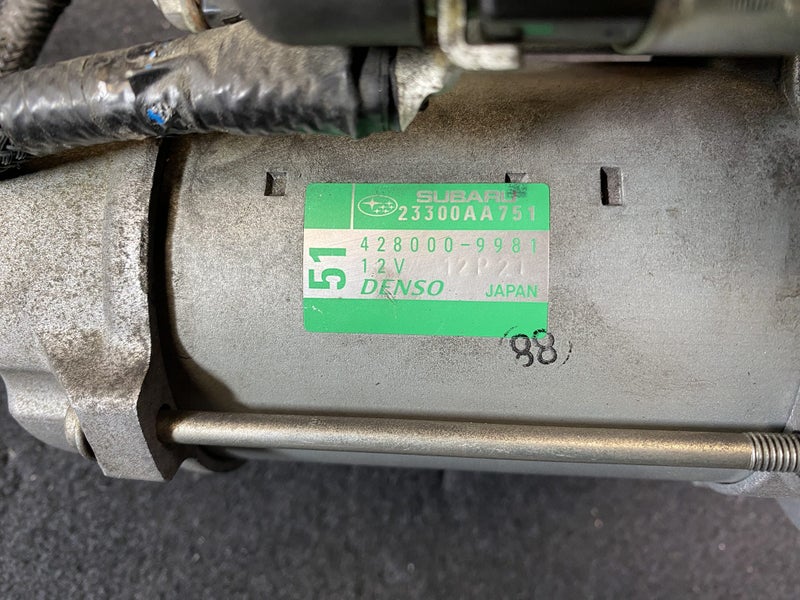 SUBARU
23300AA751
51
428000-9981
12V 12P21
DENSO JAPAN
88